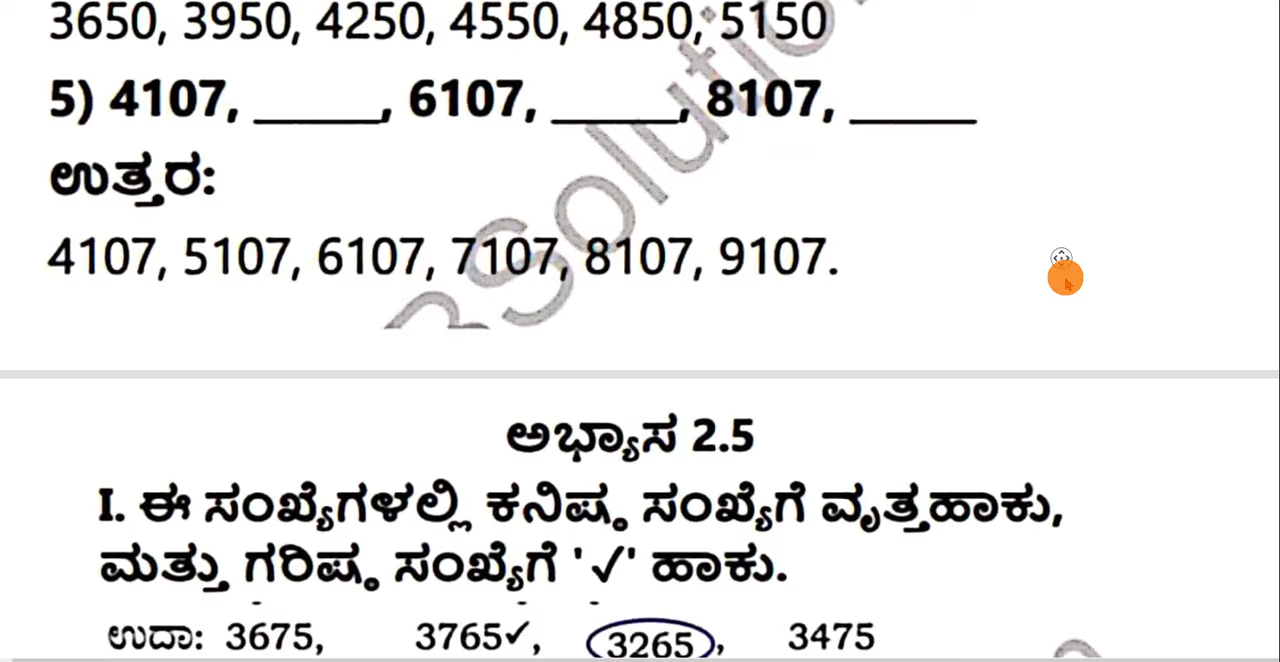 3650, 3950, 4250, 4550, 4850, 5150
5) 4107, _____, 6107, _____, 8107, _____
ಉತ್ತರ:
4107, 5107, 6107, 7107, 8107, 9107.
ಅಭ್ಯಾಸ 2.5
I. ಈ ಸಂಖ್ಯೆಗಳಲ್ಲಿ ಕನಿಷ್ಠ ಸಂಖ್ಯೆಗೆ ವೃತ್ತಹಾಕು,
ಮತ್ತು ಗರಿಷ್ಠ ಸಂಖ್ಯೆಗೆ '✓' ಹಾಕು.
ಉದಾ: 3675, 3765✓, 3265, 3475